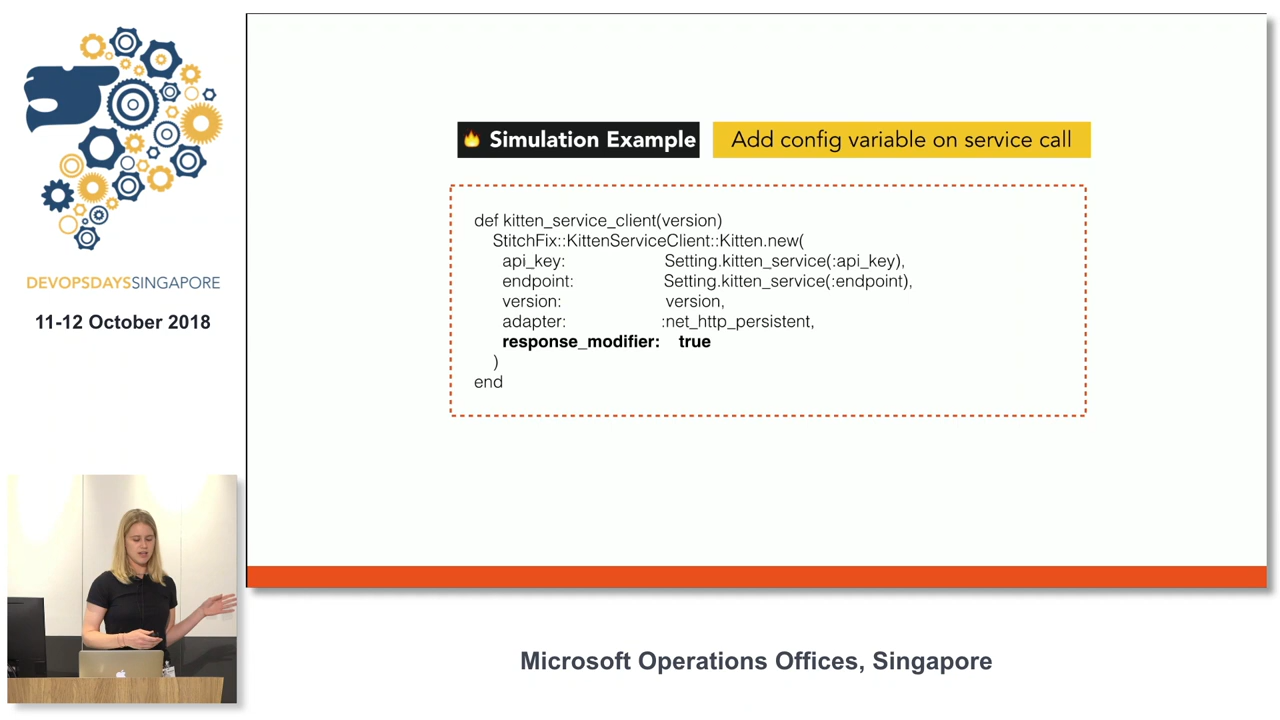 DEVOPSDAYSSINGAPORE
11-12 October 2018
🔥 Simulation Example
Add config variable on service call
def kitten_service_client(version)
StitchFix::KittenServiceClient::Kitten.new(
api_key: Setting.kitten_service(:api_key),
endpoint: Setting.kitten_service(:endpoint),
version: version,
adapter: :net_http_persistent,
response_modifier: true
)
end
Microsoft Operations Offices, Singapore